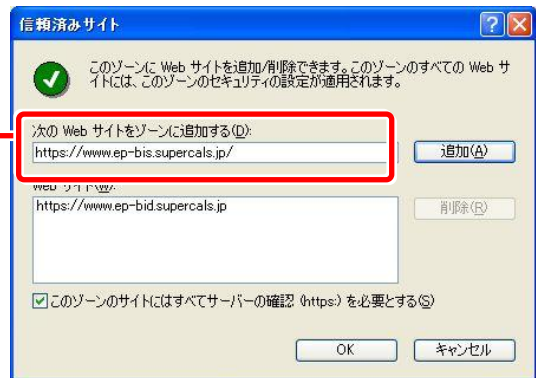 信頼済みサイト
このゾーンに Web サイトを追加/削除できます。このゾーンのすべての Web サ
イトには、このゾーンのセキュリティの設定が適用されます。
次の Web サイトをゾーンに追加する(D):
https://www.ep-bis.supercals.jp/
追加(A)
Web サイト(W):
https://www.ep-bid.supercals.jp
削除(R)
このゾーンのサイトにはすべてサーバーの確認 (https:) を必要とする(S)
OK
キャンセル